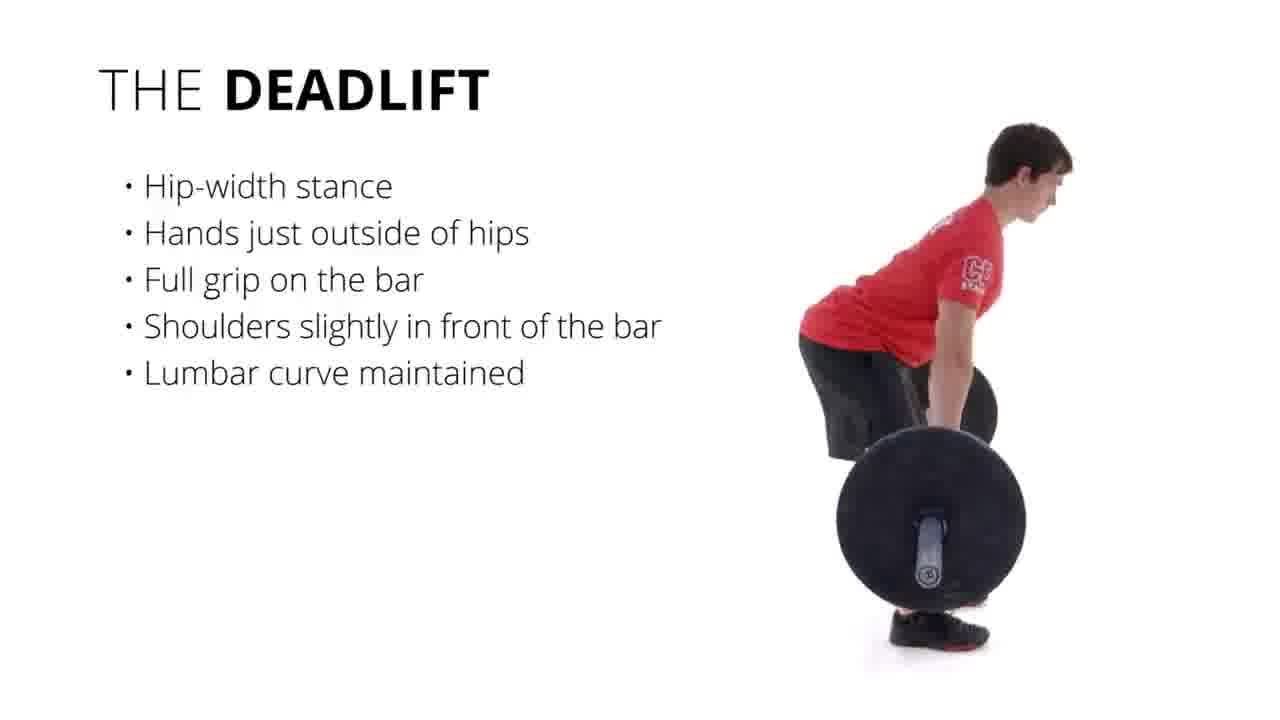 THE DEADLIFT
• Hip-width stance
• Hands just outside of hips
• Full grip on the bar
• Shoulders slightly in front of the bar
• Lumbar curve maintained